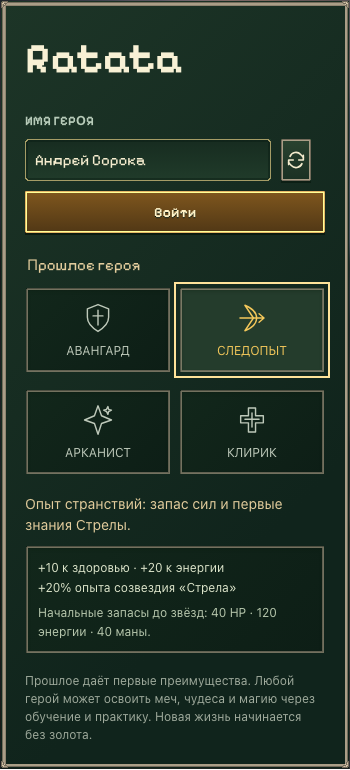 Ratata
ИМЯ ГЕРОЯ
Андрей Сорока
Войти
Прошлое героя
АВАНГАРД
СЛЕДОПЫТ
АРКАНИСТ
КЛИРИК
Опыт странствий: запас сил и первые
знания Стрелы.
+10 к здоровью · +20 к энергии
+20% опыта созвездия «Стрела»
Начальные запасы до звёзд: 40 HP · 120
энергии · 40 маны.
Прошлое даёт первые преимущества. Любой
герой может освоить меч, чудеса и магию через
обучение и практику. Новая жизнь начинается
без золота.